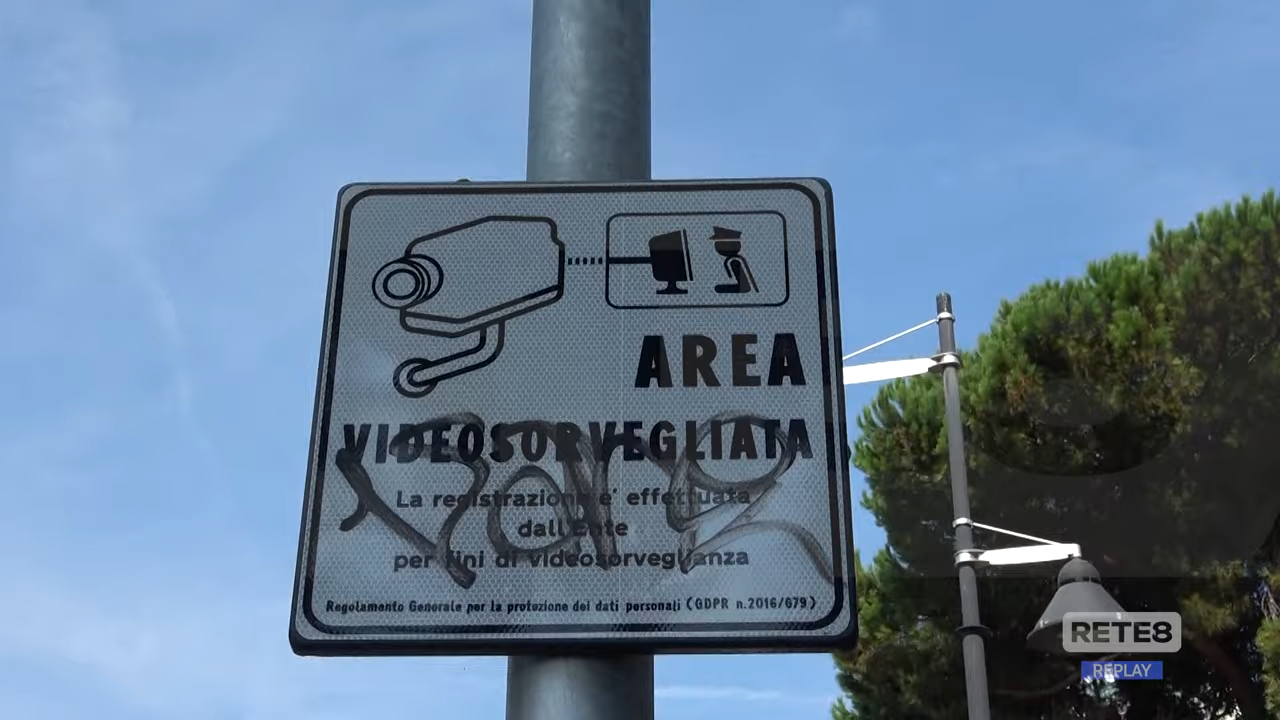 AREA
VIDEOSORVEGLIATA
La registrazione e' effettuata
dall'Ente
per fini di videosorveglianza
Regolamento Generale per la protezione dei dati personali (GDPR n.2016/679)
RETE8
REPLAY